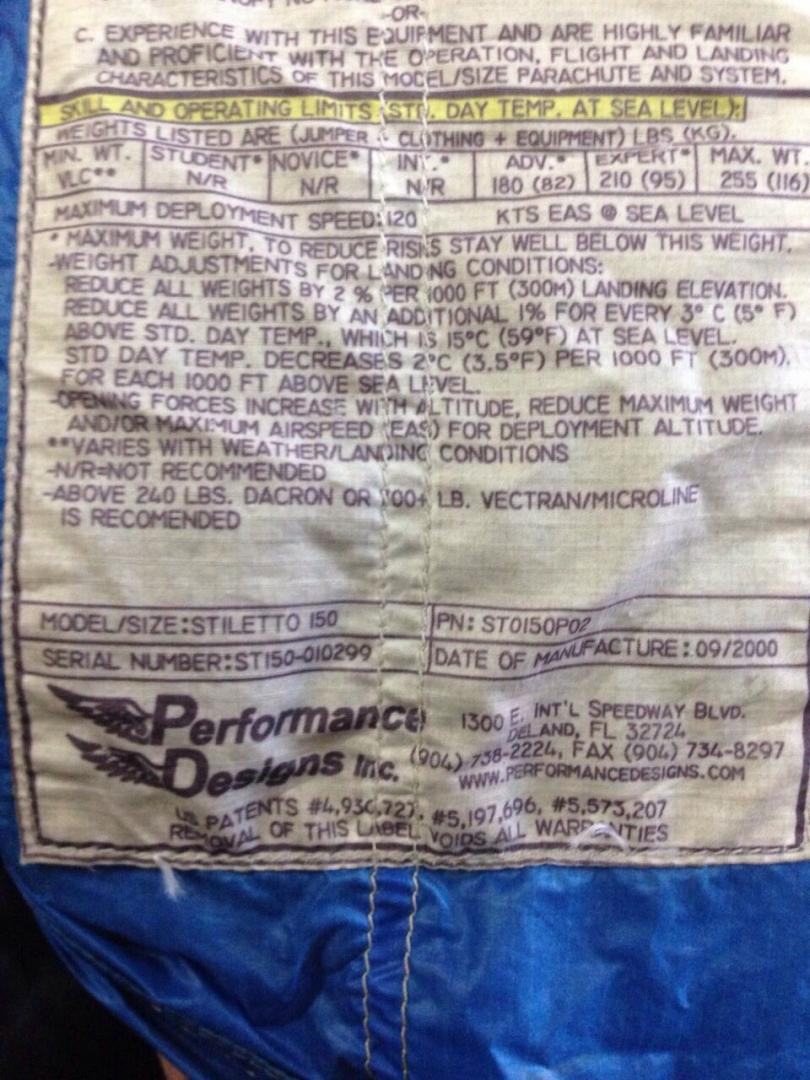 -OR-
C. EXPERIENCE WITH THIS EQUIPMENT AND ARE HIGHLY FAMILIAR
AND PROFICIENT WITH THE OPERATION, FLIGHT AND LANDING
CHARACTERISTICS OF THIS MODEL/SIZE PARACHUTE AND SYSTEM.
SKILL AND OPERATING LIMITS (STD. DAY TEMP. AT SEA LEVEL):
WEIGHTS LISTED ARE (JUMPER & CLOTHING + EQUIPMENT) LBS (KG).
MIN. WT. STUDENT* NOVICE* INT.* ADV.* EXPERT* MAX. WT.
VLC** N/R N/R N/R 180 (82) 210 (95) 255 (116)
MAXIMUM DEPLOYMENT SPEED:120 KTS EAS @ SEA LEVEL
* MAXIMUM WEIGHT, TO REDUCE RISKS STAY WELL BELOW THIS WEIGHT.
-WEIGHT ADJUSTMENTS FOR LANDING CONDITIONS:
REDUCE ALL WEIGHTS BY 2 % PER 1000 FT (300M) LANDING ELEVATION.
REDUCE ALL WEIGHTS BY AN ADDITIONAL 1% FOR EVERY 3° C (5° F)
ABOVE STD. DAY TEMP., WHICH IS 15°C (59°F) AT SEA LEVEL.
STD DAY TEMP. DECREASES 2°C (3.5°F) PER 1000 FT (300M).
FOR EACH 1000 FT ABOVE SEA LEVEL.
-OPENING FORCES INCREASE WITH ALTITUDE, REDUCE MAXIMUM WEIGHT
AND/OR MAXIMUM AIRSPEED (EAS) FOR DEPLOYMENT ALTITUDE.
**VARIES WITH WEATHER/LANDING CONDITIONS
-N/R=NOT RECOMMENDED
-ABOVE 240 LBS. DACRON OR 700+ LB. VECTRAN/MICROLINE
IS RECOMENDED
MODEL/SIZE:STILETTO 150 PN: ST0150P02
SERIAL NUMBER:ST150-010299 DATE OF MANUFACTURE:09/2000
Performance
Designs Inc.
1300 E. INT'L SPEEDWAY BLVD.
DELAND, FL 32724
(904) 738-2224, FAX (904) 734-8297
WWW.PERFORMANCEDESIGNS.COM
US PATENTS #4,930,727, #5,197,696, #5,573,207
REMOVAL OF THIS LABEL VOIDS ALL WARRENTIES